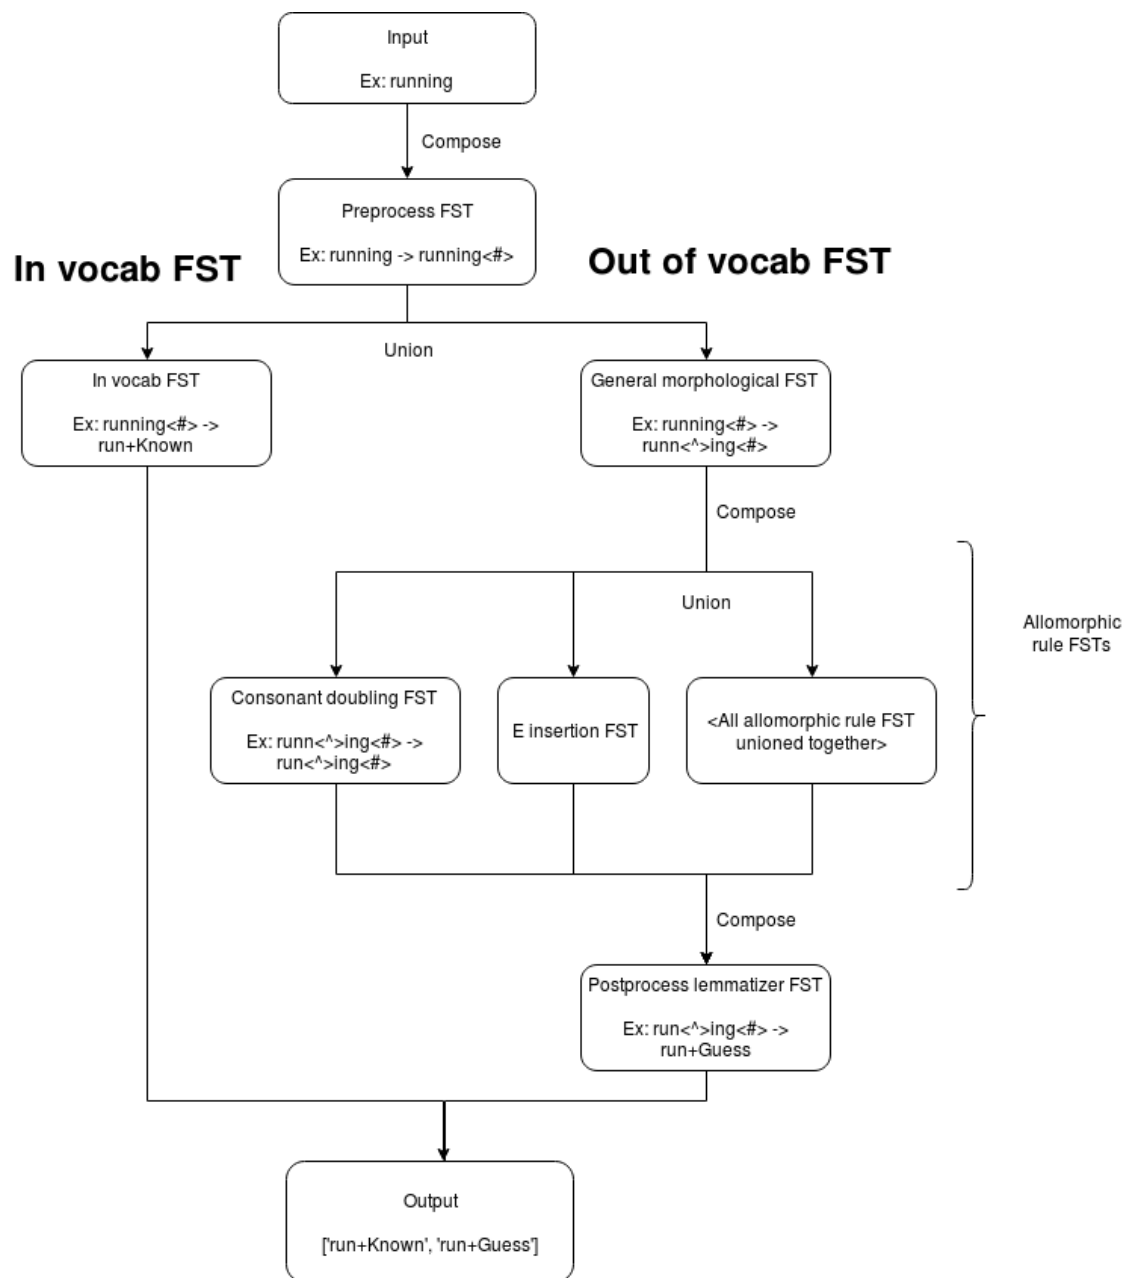 Input
Ex: running
Compose
Preprocess FST
Ex: running -> running<#>
In vocab FST
Out of vocab FST
Union
In vocab FST
Ex: running<#> ->
run+Known
General morphological FST
Ex: running<#> ->
runn<^>ing<#>
Compose
Union
Allomorphic
rule FSTs
Consonant doubling FST
Ex: runn<^>ing<#> ->
run<^>ing<#>
E insertion FST
<All allomorphic rule FST
unioned together>
Compose
Postprocess lemmatizer FST
Ex: run<^>ing<#> ->
run+Guess
Output
['run+Known', 'run+Guess']